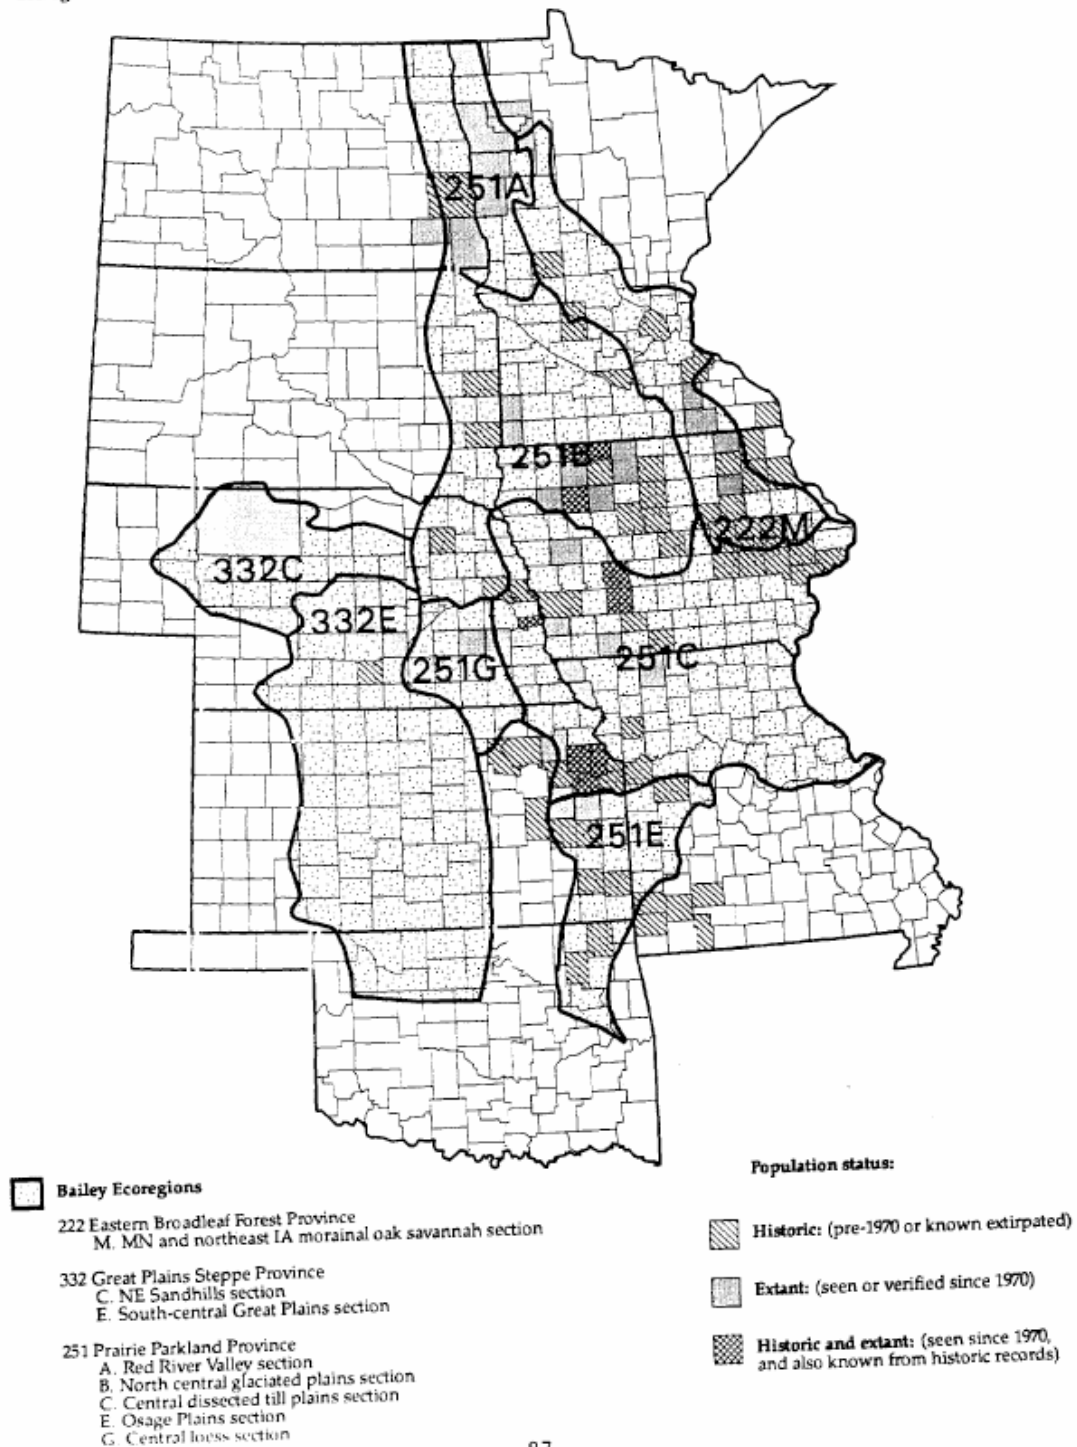 251A
251B
222M
332C
332E
251G
251C
251E
Bailey Ecoregions
222 Eastern Broadleaf Forest Province
M. MN and northeast IA morainal oak savannah section
332 Great Plains Steppe Province
C. NE Sandhills section
E. South-central Great Plains section
251 Prairie Parkland Province
A. Red River Valley section
B. North central glaciated plains section
C. Central dissected till plains section
E. Osage Plains section
G. Central loess section
Population status:
Historic: (pre-1970 or known extirpated)
Extant: (seen or verified since 1970)
Historic and extant: (seen since 1970,
and also known from historic records)